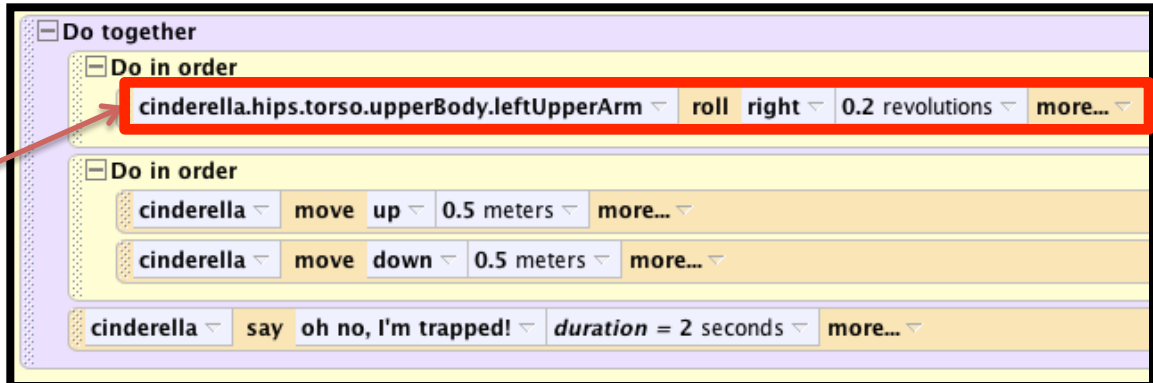 Do together
Do in order
cinderella.hips.torso.upperBody.leftUpperArm roll right 0.2 revolutions more...
Do in order
cinderella move up 0.5 meters more...
cinderella move down 0.5 meters more...
cinderella say oh no, I'm trapped! duration = 2 seconds more...